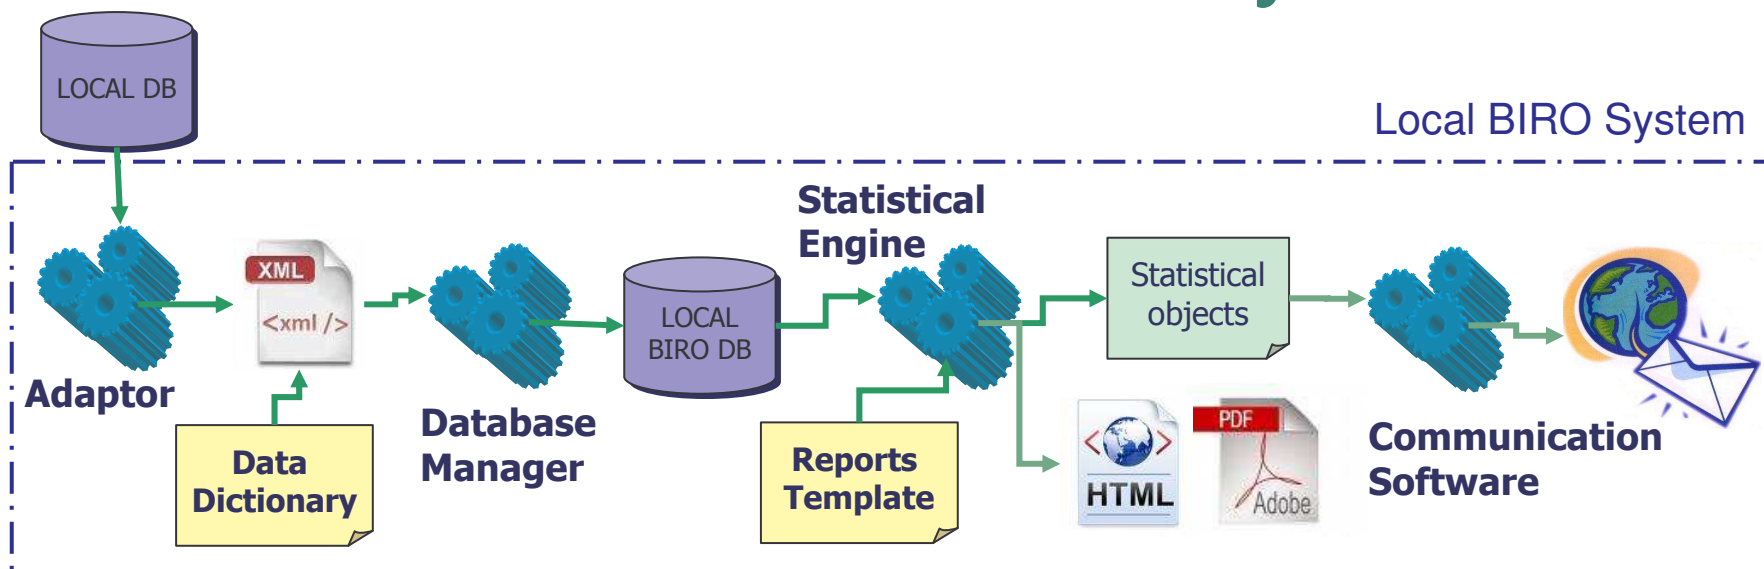 LOCAL DB
Local BIRO System
Statistical
Engine
XML
<xml />
Statistical
objects
LOCAL
BIRO DB
Adaptor
Database
Manager
Data
Dictionary
Reports
Template
HTML
PDF
Adobe
Communication
Software